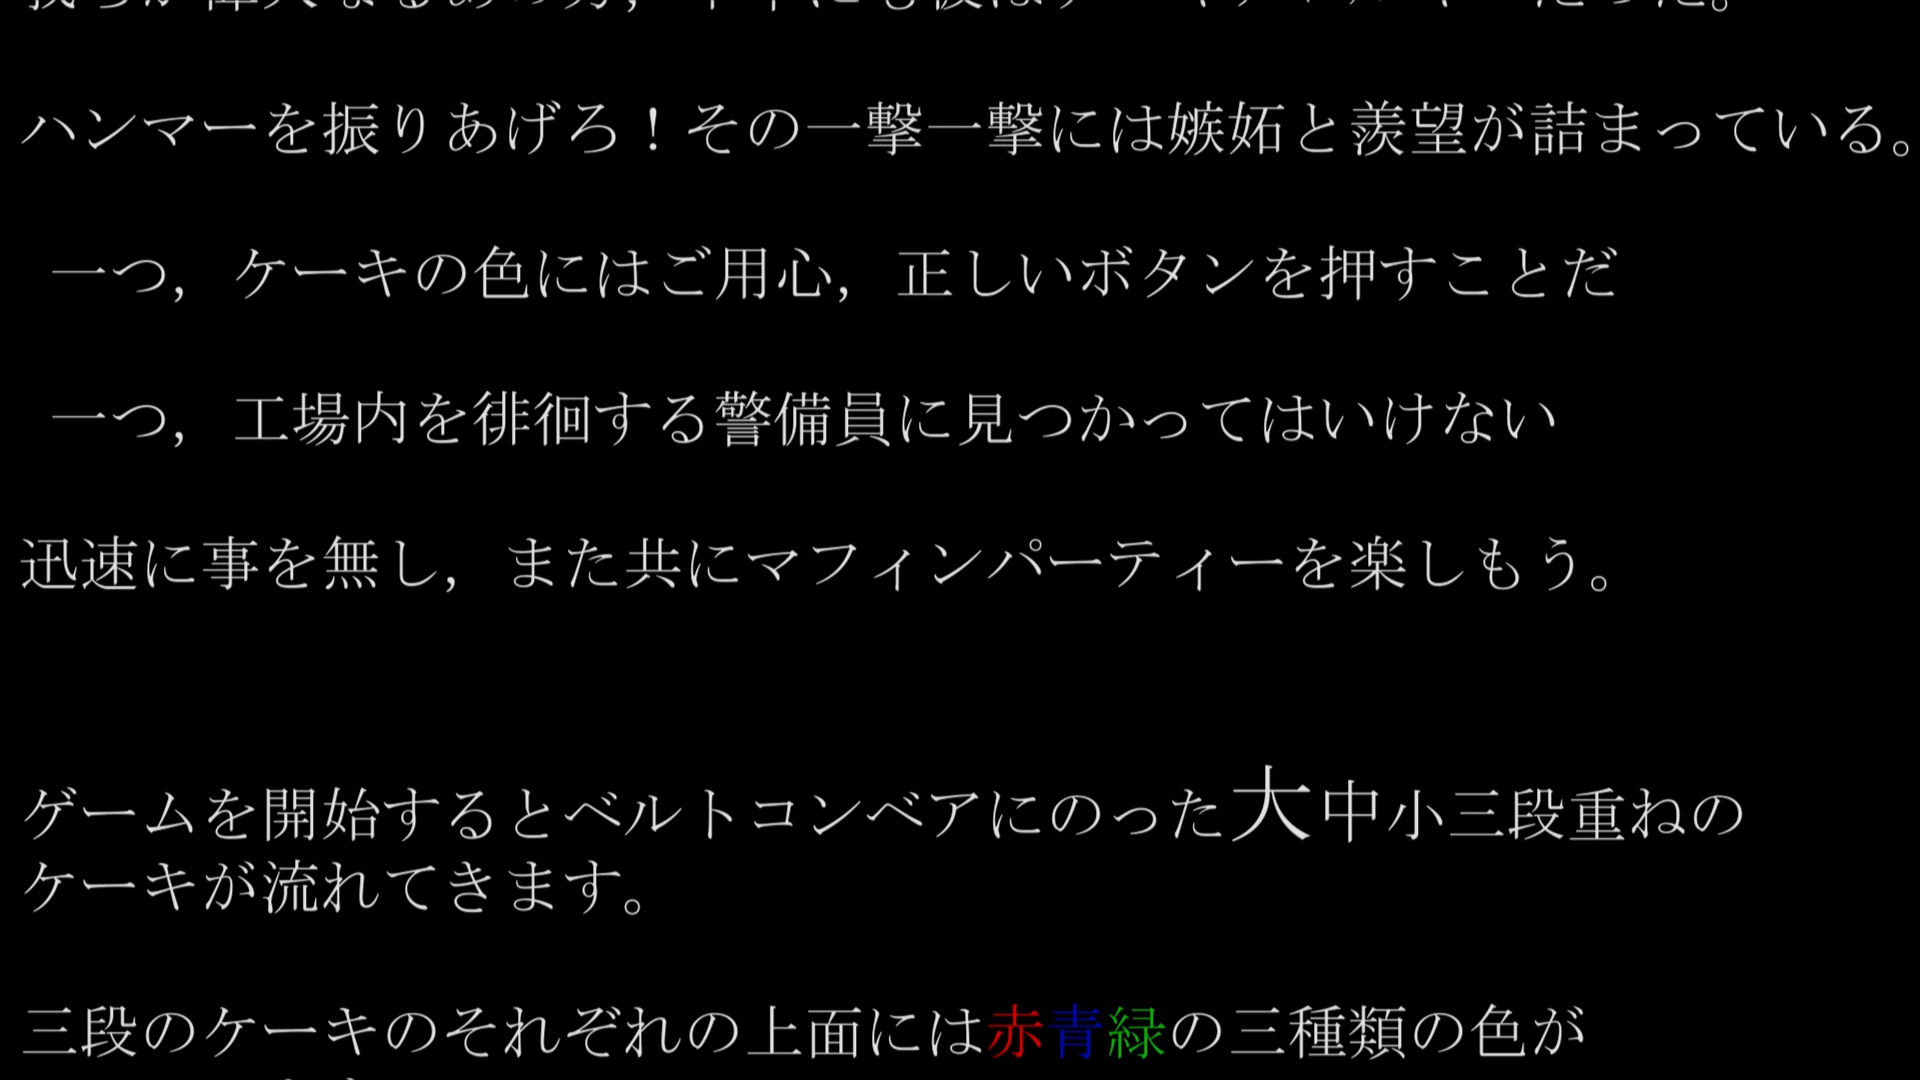 ハンマーを振りあげろ！その一撃一撃には嫉妬と羨望が詰まっている。
一つ，ケーキの色にはご用心，正しいボタンを押すことだ
一つ，工場内を徘徊する警備員に見つかってはいけない
迅速に事を無し，また共にマフィンパーティーを楽しもう。
ゲームを開始するとベルトコンベアにのった大中小三段重ねの
ケーキが流れてきます。
三段のケーキのそれぞれの上面には赤青緑の三種類の色が